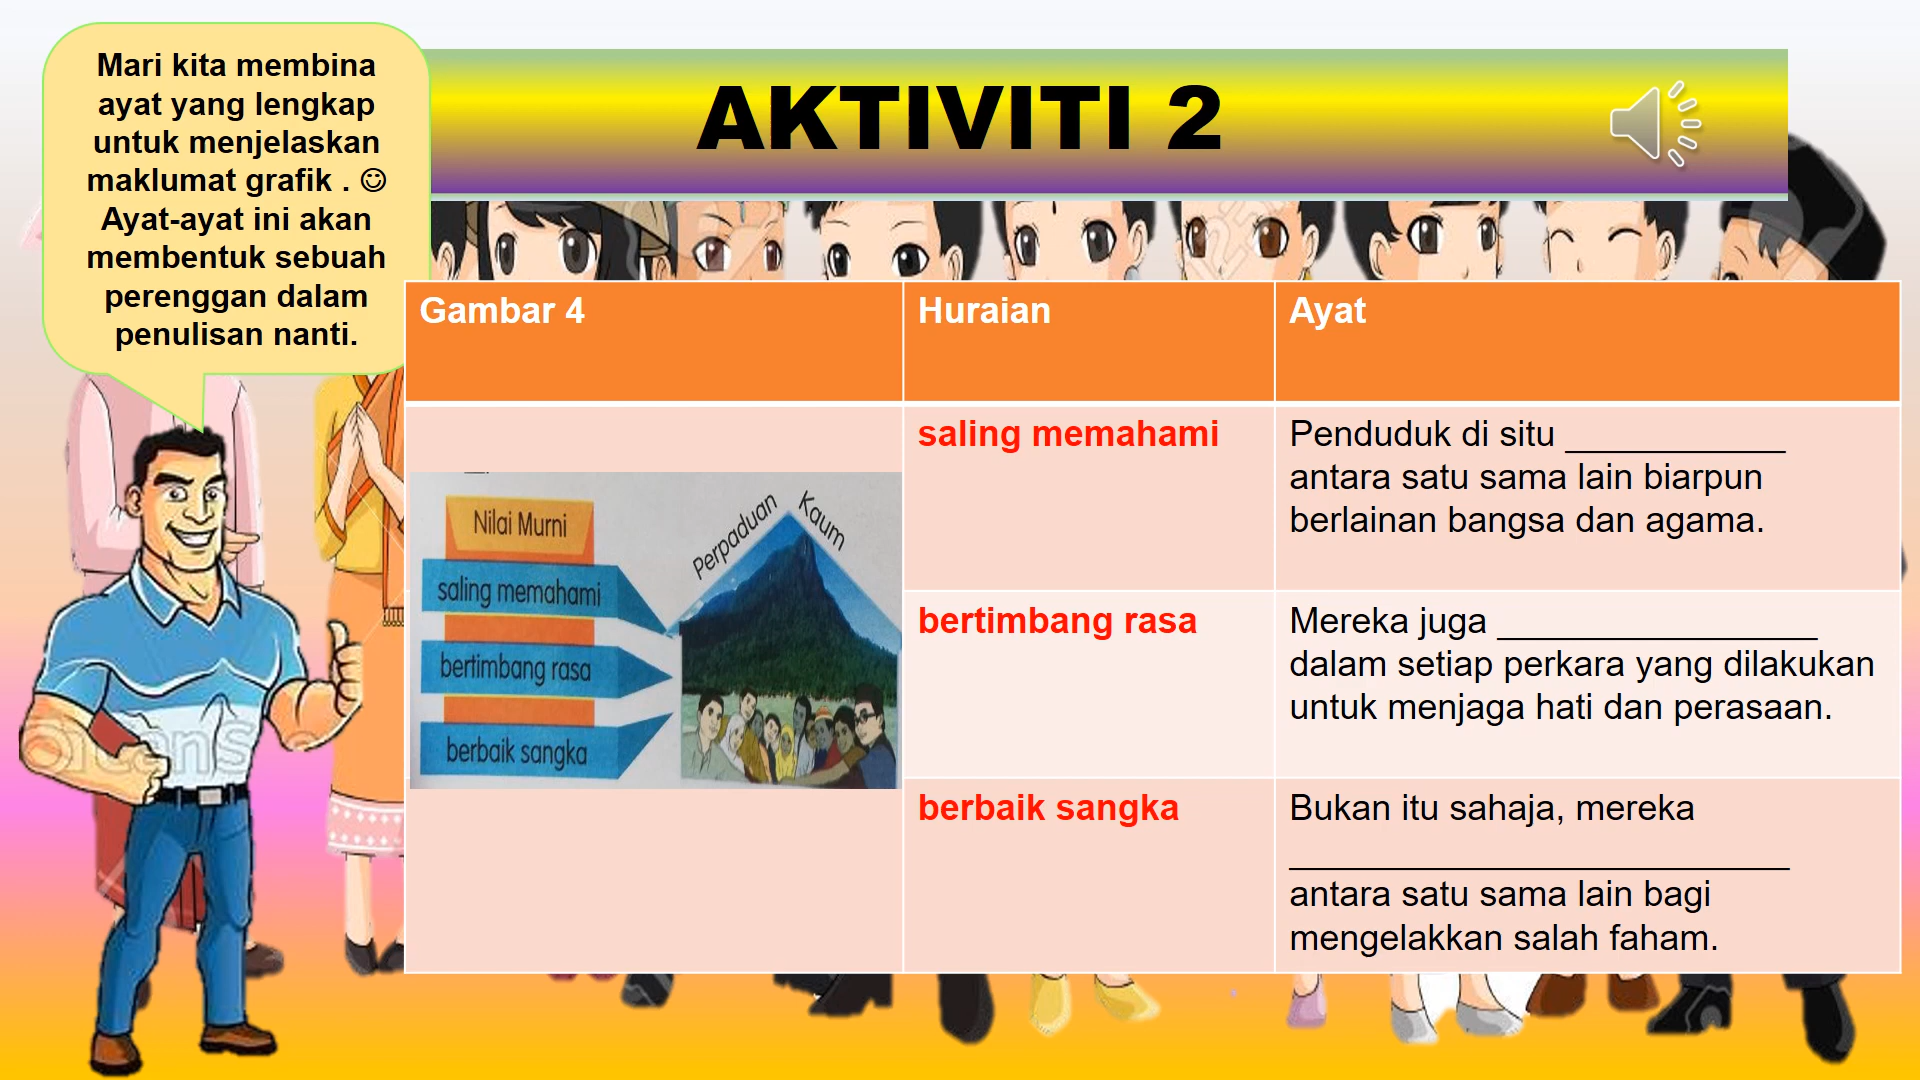 Mari kita membina
ayat yang lengkap
untuk menjelaskan
maklumat grafik . ☺
Ayat-ayat ini akan
membentuk sebuah
perenggan dalam
penulisan nanti.
AKTIVITI 2
Gambar 4
Huraian
Ayat
Nilai Murni
saling memahami
bertimbang rasa
berbaik sangka
Perpaduan Kaum
saling memahami
Penduduk di situ ___________
antara satu sama lain biarpun
berlainan bangsa dan agama.
bertimbang rasa
Mereka juga ________________
dalam setiap perkara yang dilakukan
untuk menjaga hati dan perasaan.
berbaik sangka
Bukan itu sahaja, mereka
_________________________
antara satu sama lain bagi
mengelakkan salah faham.